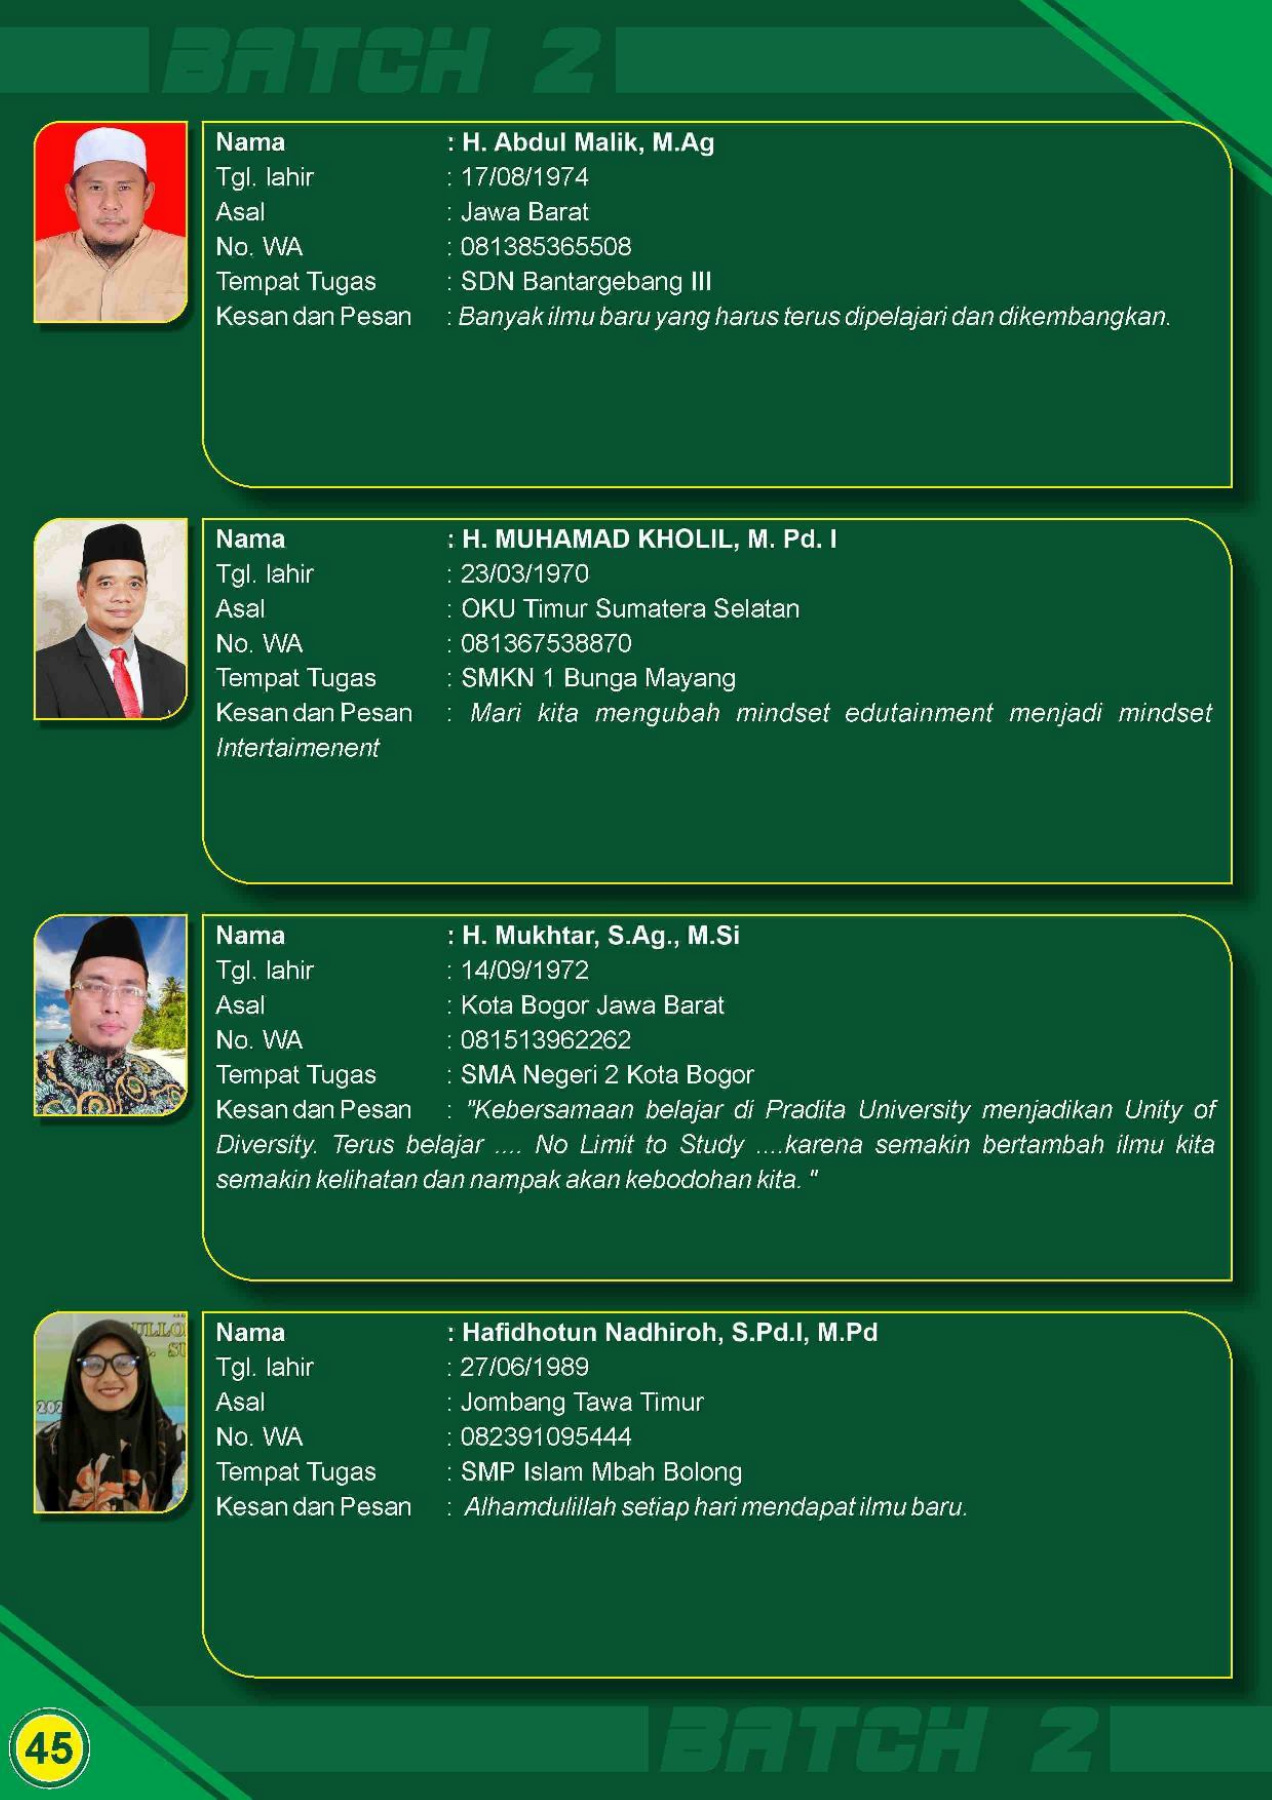 BATCH 2
Nama : H. Abdul Malik, M.Ag
Tgl. lahir : 17/08/1974
Asal : Jawa Barat
No. WA : 081385365508
Tempat Tugas : SDN Bantargebang III
Kesan dan Pesan : Banyak ilmu baru yang harus terus dipelajari dan dikembangkan.
Nama : H. MUHAMAD KHOLIL, M. Pd. I
Tgl. lahir : 23/03/1970
Asal : OKU Timur Sumatera Selatan
No. WA : 081367538870
Tempat Tugas : SMKN 1 Bunga Mayang
Kesan dan Pesan : Mari kita mengubah mindset edutainment menjadi mindset
Intertaimenent
Nama : H. Mukhtar, S.Ag., M.Si
Tgl. lahir : 14/09/1972
Asal : Kota Bogor Jawa Barat
No. WA : 081513962262
Tempat Tugas : SMA Negeri 2 Kota Bogor
Kesan dan Pesan : "Kebersamaan belajar di Pradita University menjadikan Unity of
Diversity. Terus belajar .... No Limit to Study ....karena semakin bertambah ilmu kita
semakin kelihatan dan nampak akan kebodohan kita. "
Nama : Hafidhotun Nadhiroh, S.Pd.I, M.Pd
Tgl. lahir : 27/06/1989
Asal : Jombang Tawa Timur
No. WA : 082391095444
Tempat Tugas : SMP Islam Mbah Bolong
Kesan dan Pesan : Alhamdulillah setiap hari mendapat ilmu baru.
45
BATCH 2